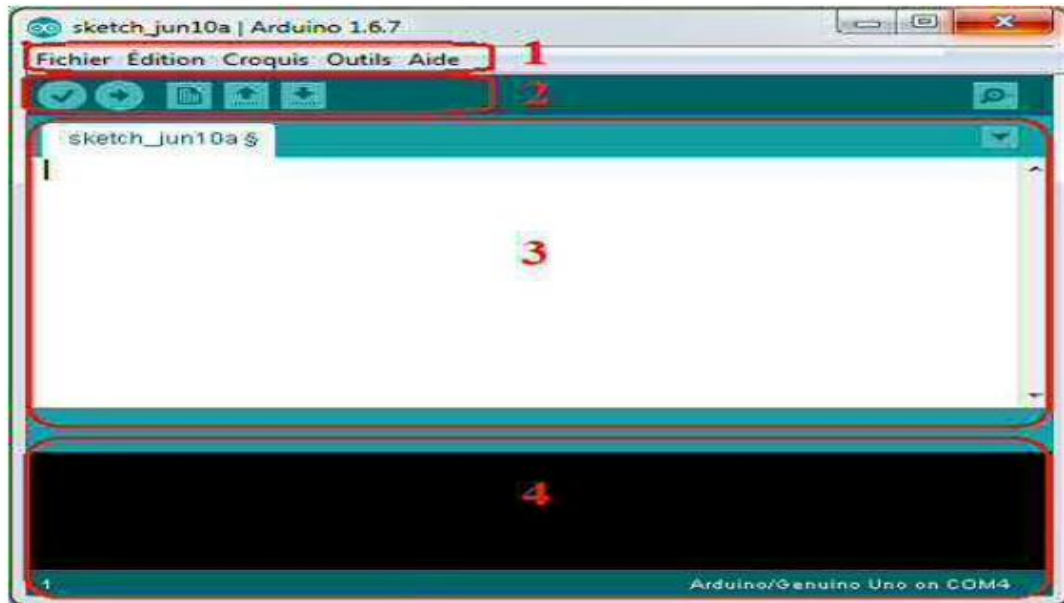 sketch_jun10a | Arduino 1.6.7
Fichier Édition Croquis Outils Aide
1
2
sketch_jun10a §
3
4
1
Arduino/Genuino Uno on COM4